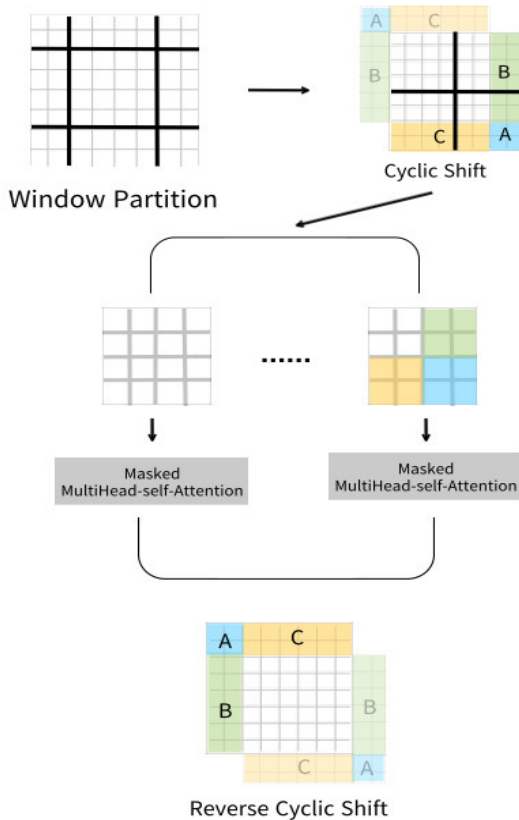 A C
B
B
C A
Window Partition
Cyclic Shift
......
Masked
MultiHead-self-Attention
Masked
MultiHead-self-Attention
A C
B
B
C A
Reverse Cyclic Shift